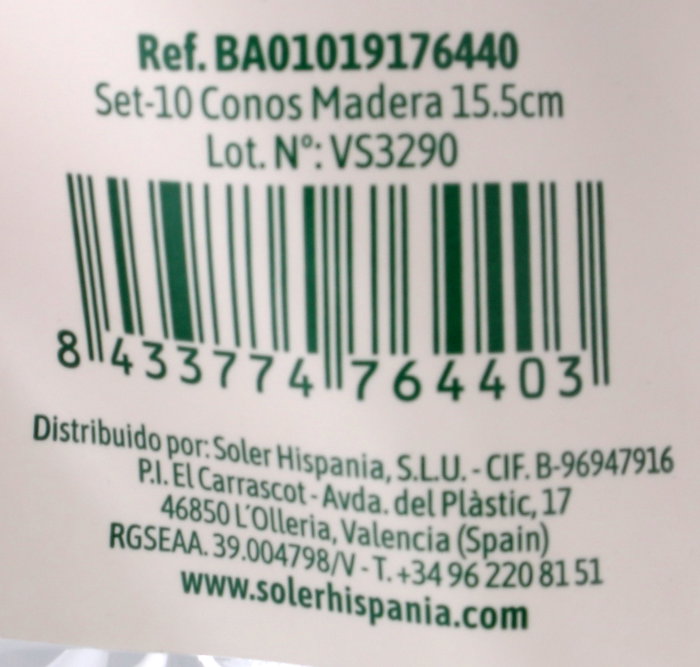 Ref. BA01019176440
Set-10 Conos Madera 15.5cm
Lot. Nº: VS3290
8 433774 764403
Distribuido por: Soler Hispania, S.L.U. - CIF. B-96947916
P.I. El Carrascot - Avda. del Plàstic, 17
46850 L´Olleria, Valencia (Spain)
RGSEAA. 39.004798/V - T. +34 96 220 81 51
www.solerhispania.com